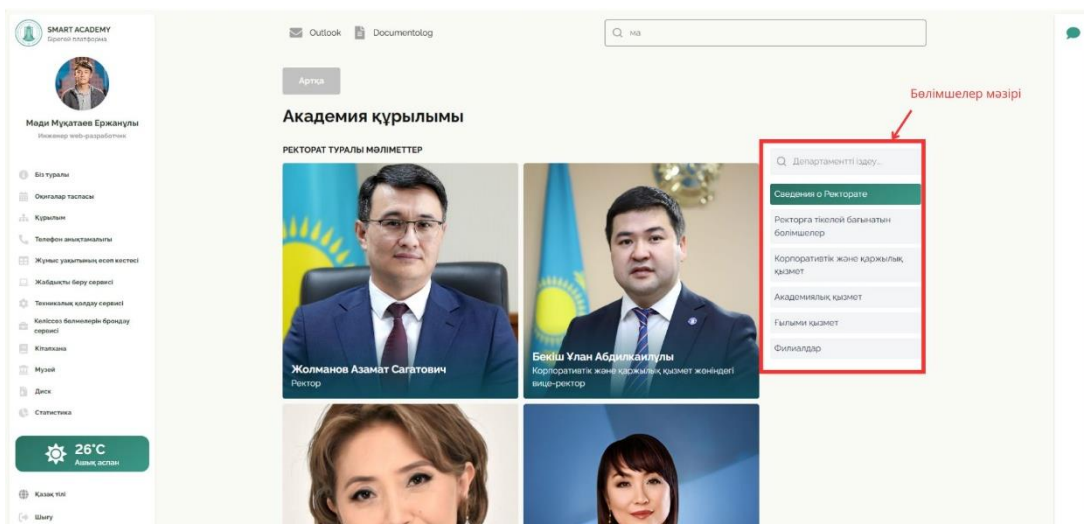 SMART ACADEMY
Бірегей платформа
Мәди Мұқатаев Ержанұлы
Инженер web-разработчик
Біз туралы
Оқиғалар таспасы
Құрылым
Телефон анықтамалығы
Жұмыс уақытының есеп кестесі
Жабдықты беру сервисі
Техникалық қолдау сервисі
Келіссөз бөлмелерін брондау
сервисі
Кітапхана
Музей
Диск
Статистика
26°C
Ашық аспан
Қазақ тілі
Шығу
Outlook
Documentolog
ма
Артқа
Академия құрылымы
РЕКТОРАТ ТУРАЛЫ МӘЛІМЕТТЕР
Жолманов Азамат Сагатович
Ректор
Бекіш Ұлан Абдилкаилұлы
Корпоративтік және қаржылық қызмет жөніндегі
вице-ректор
Бөлімшелер мәзірі
Департаментті іздеу...
Сведения о Ректорате
Ректорға тікелей бағынатын
бөлімшелер
Корпоративтік және қаржылық
қызмет
Академиялық қызмет
Ғылыми қызмет
Филиалдар